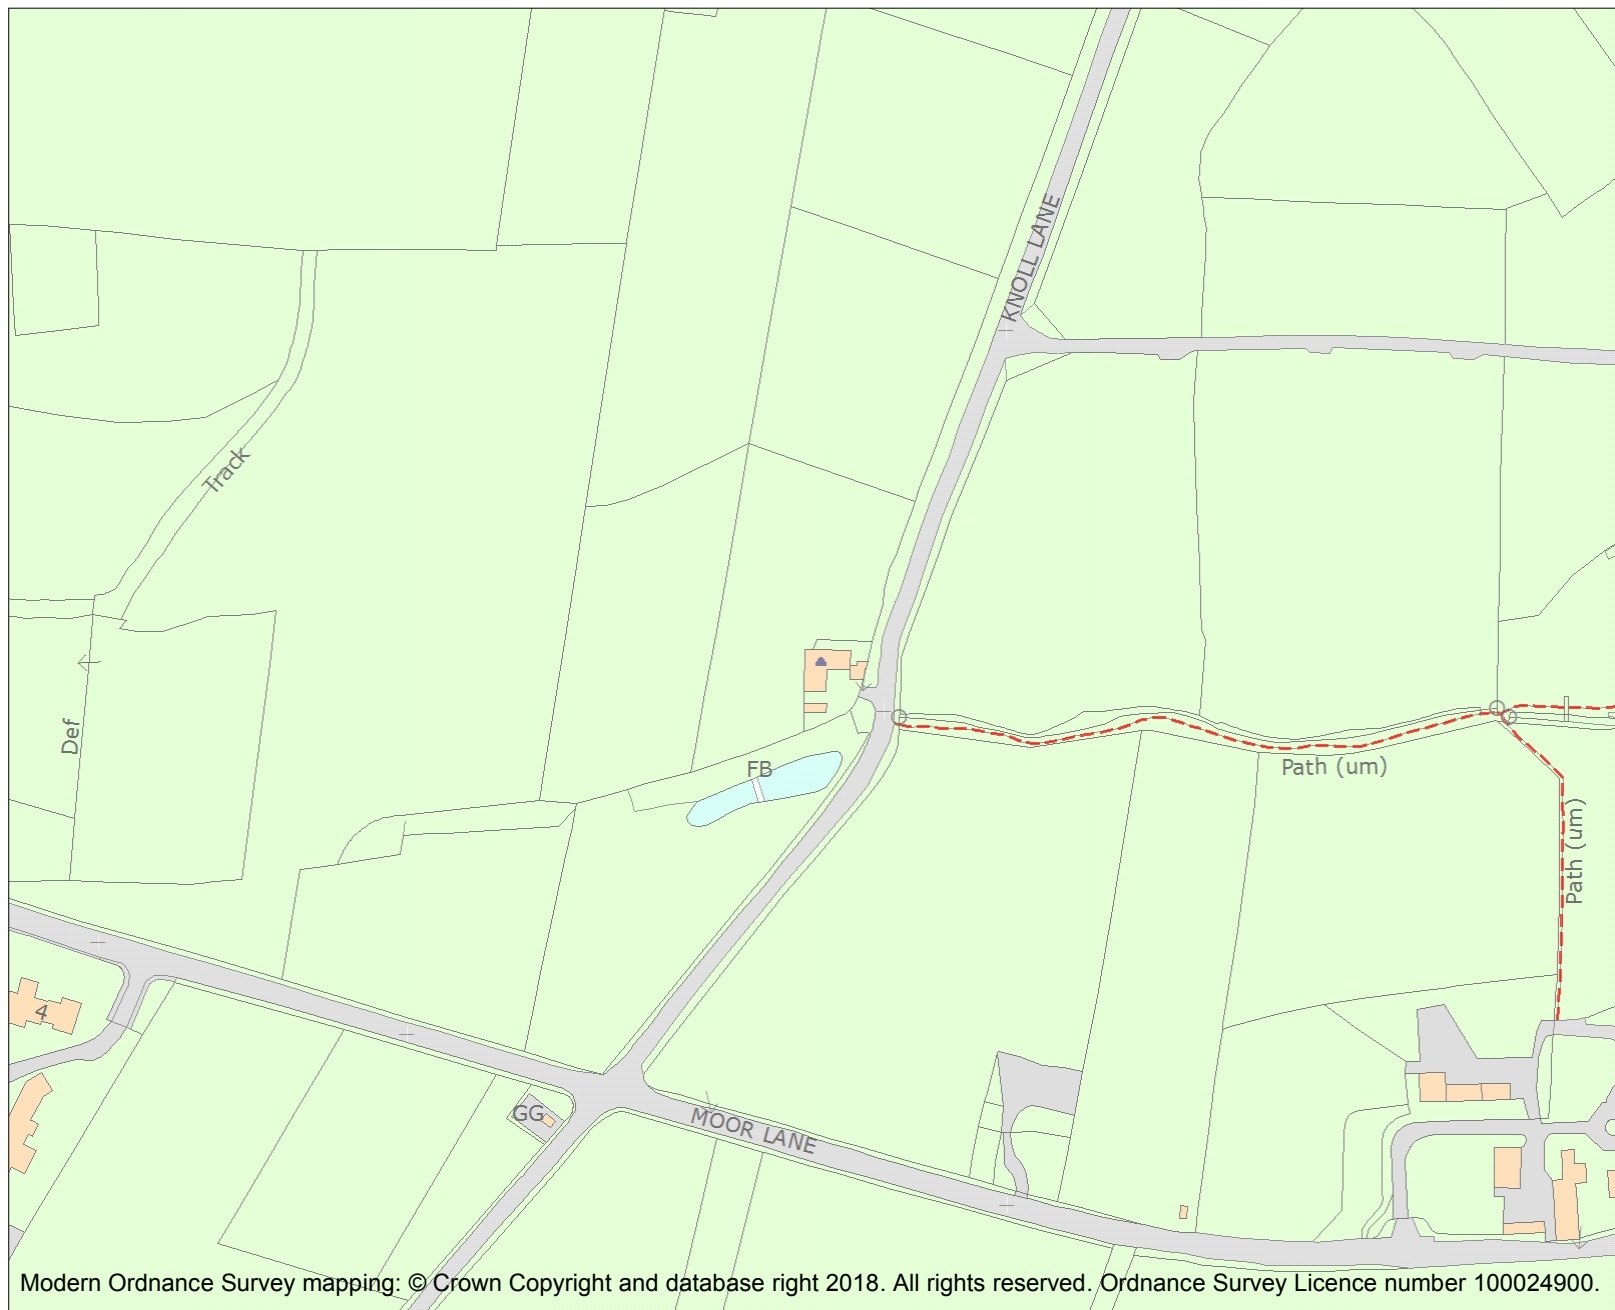 KNOLL LANE
Track
Def
FB
Path (um)
Path (um)
4
GG
MOOR LANE
Modern Ordnance Survey mapping: © Crown Copyright and database right 2018. All rights reserved. Ordnance Survey Licence number 100024900.